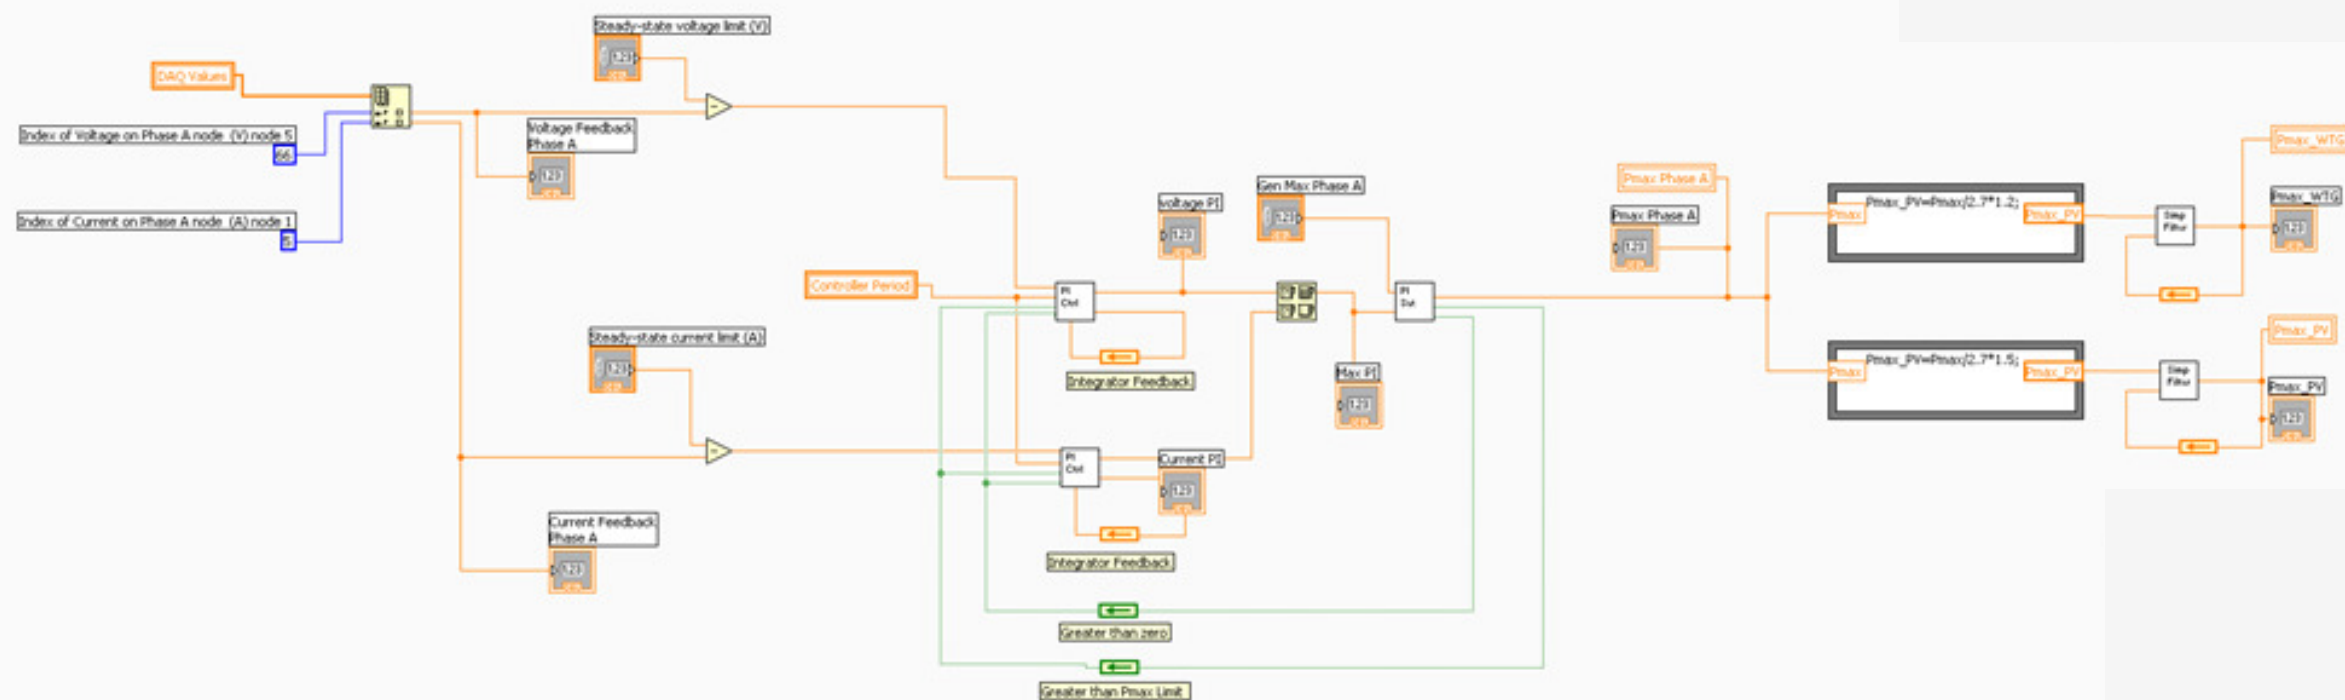 Steady-state voltage limit (V)
DAQ Values
Index of Voltage on Phase A node (V) node 5
66
Voltage Feedback
Phase A
Index of Current on Phase A node (A) node 1
5
Steady-state current limit (A)
Current Feedback
Phase A
Controller Period
voltage PI
Gen Max Phase A
PI
Ctrl
Integrator Feedback
PI
Ctrl
Current PI
Integrator Feedback
Greater than zero
Greater than Pmax Limit
Max PI
PI
Sat
Pmax Phase A
Pmax Phase A
Pmax
Pmax_PV=Pmax/2.7*1.2;
Pmax_PV
Simp
Filtur
Pmax_WTG
Pmax_WTG
Pmax
Pmax_PV=Pmax/2.7*1.5;
Pmax_PV
Simp
Filtur
Pmax_PV
Pmax_PV